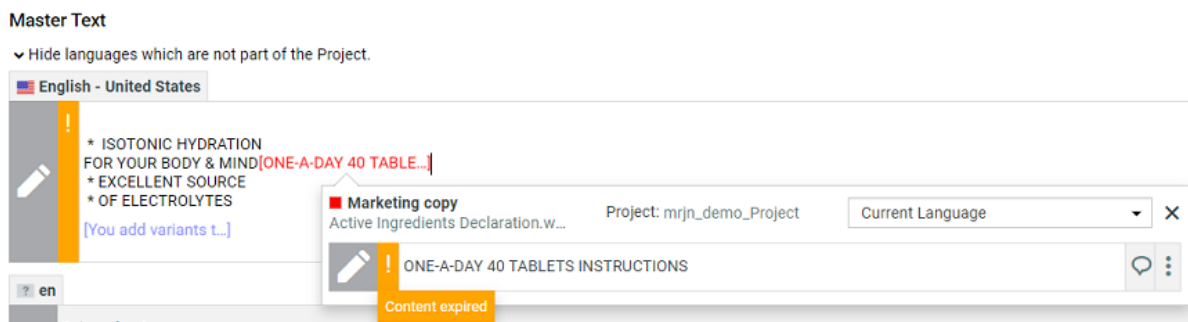 Master Text
Hide languages which are not part of the Project.
English - United States
!
* ISOTONIC HYDRATION
FOR YOUR BODY & MIND[ONE-A-DAY 40 TABLE...]
* EXCELLENT SOURCE
* OF ELECTROLYTES
[You add variants t...]
Marketing copy
Active Ingredients Declaration.w...
Project: mrjn_demo_Project
Current Language
! ONE-A-DAY 40 TABLETS INSTRUCTIONS
Content expired
? en